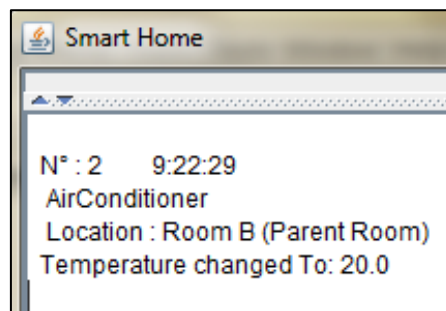 Smart Home
N° : 2 9:22:29
AirConditioner
Location : Room B (Parent Room)
Temperature changed To: 20.0